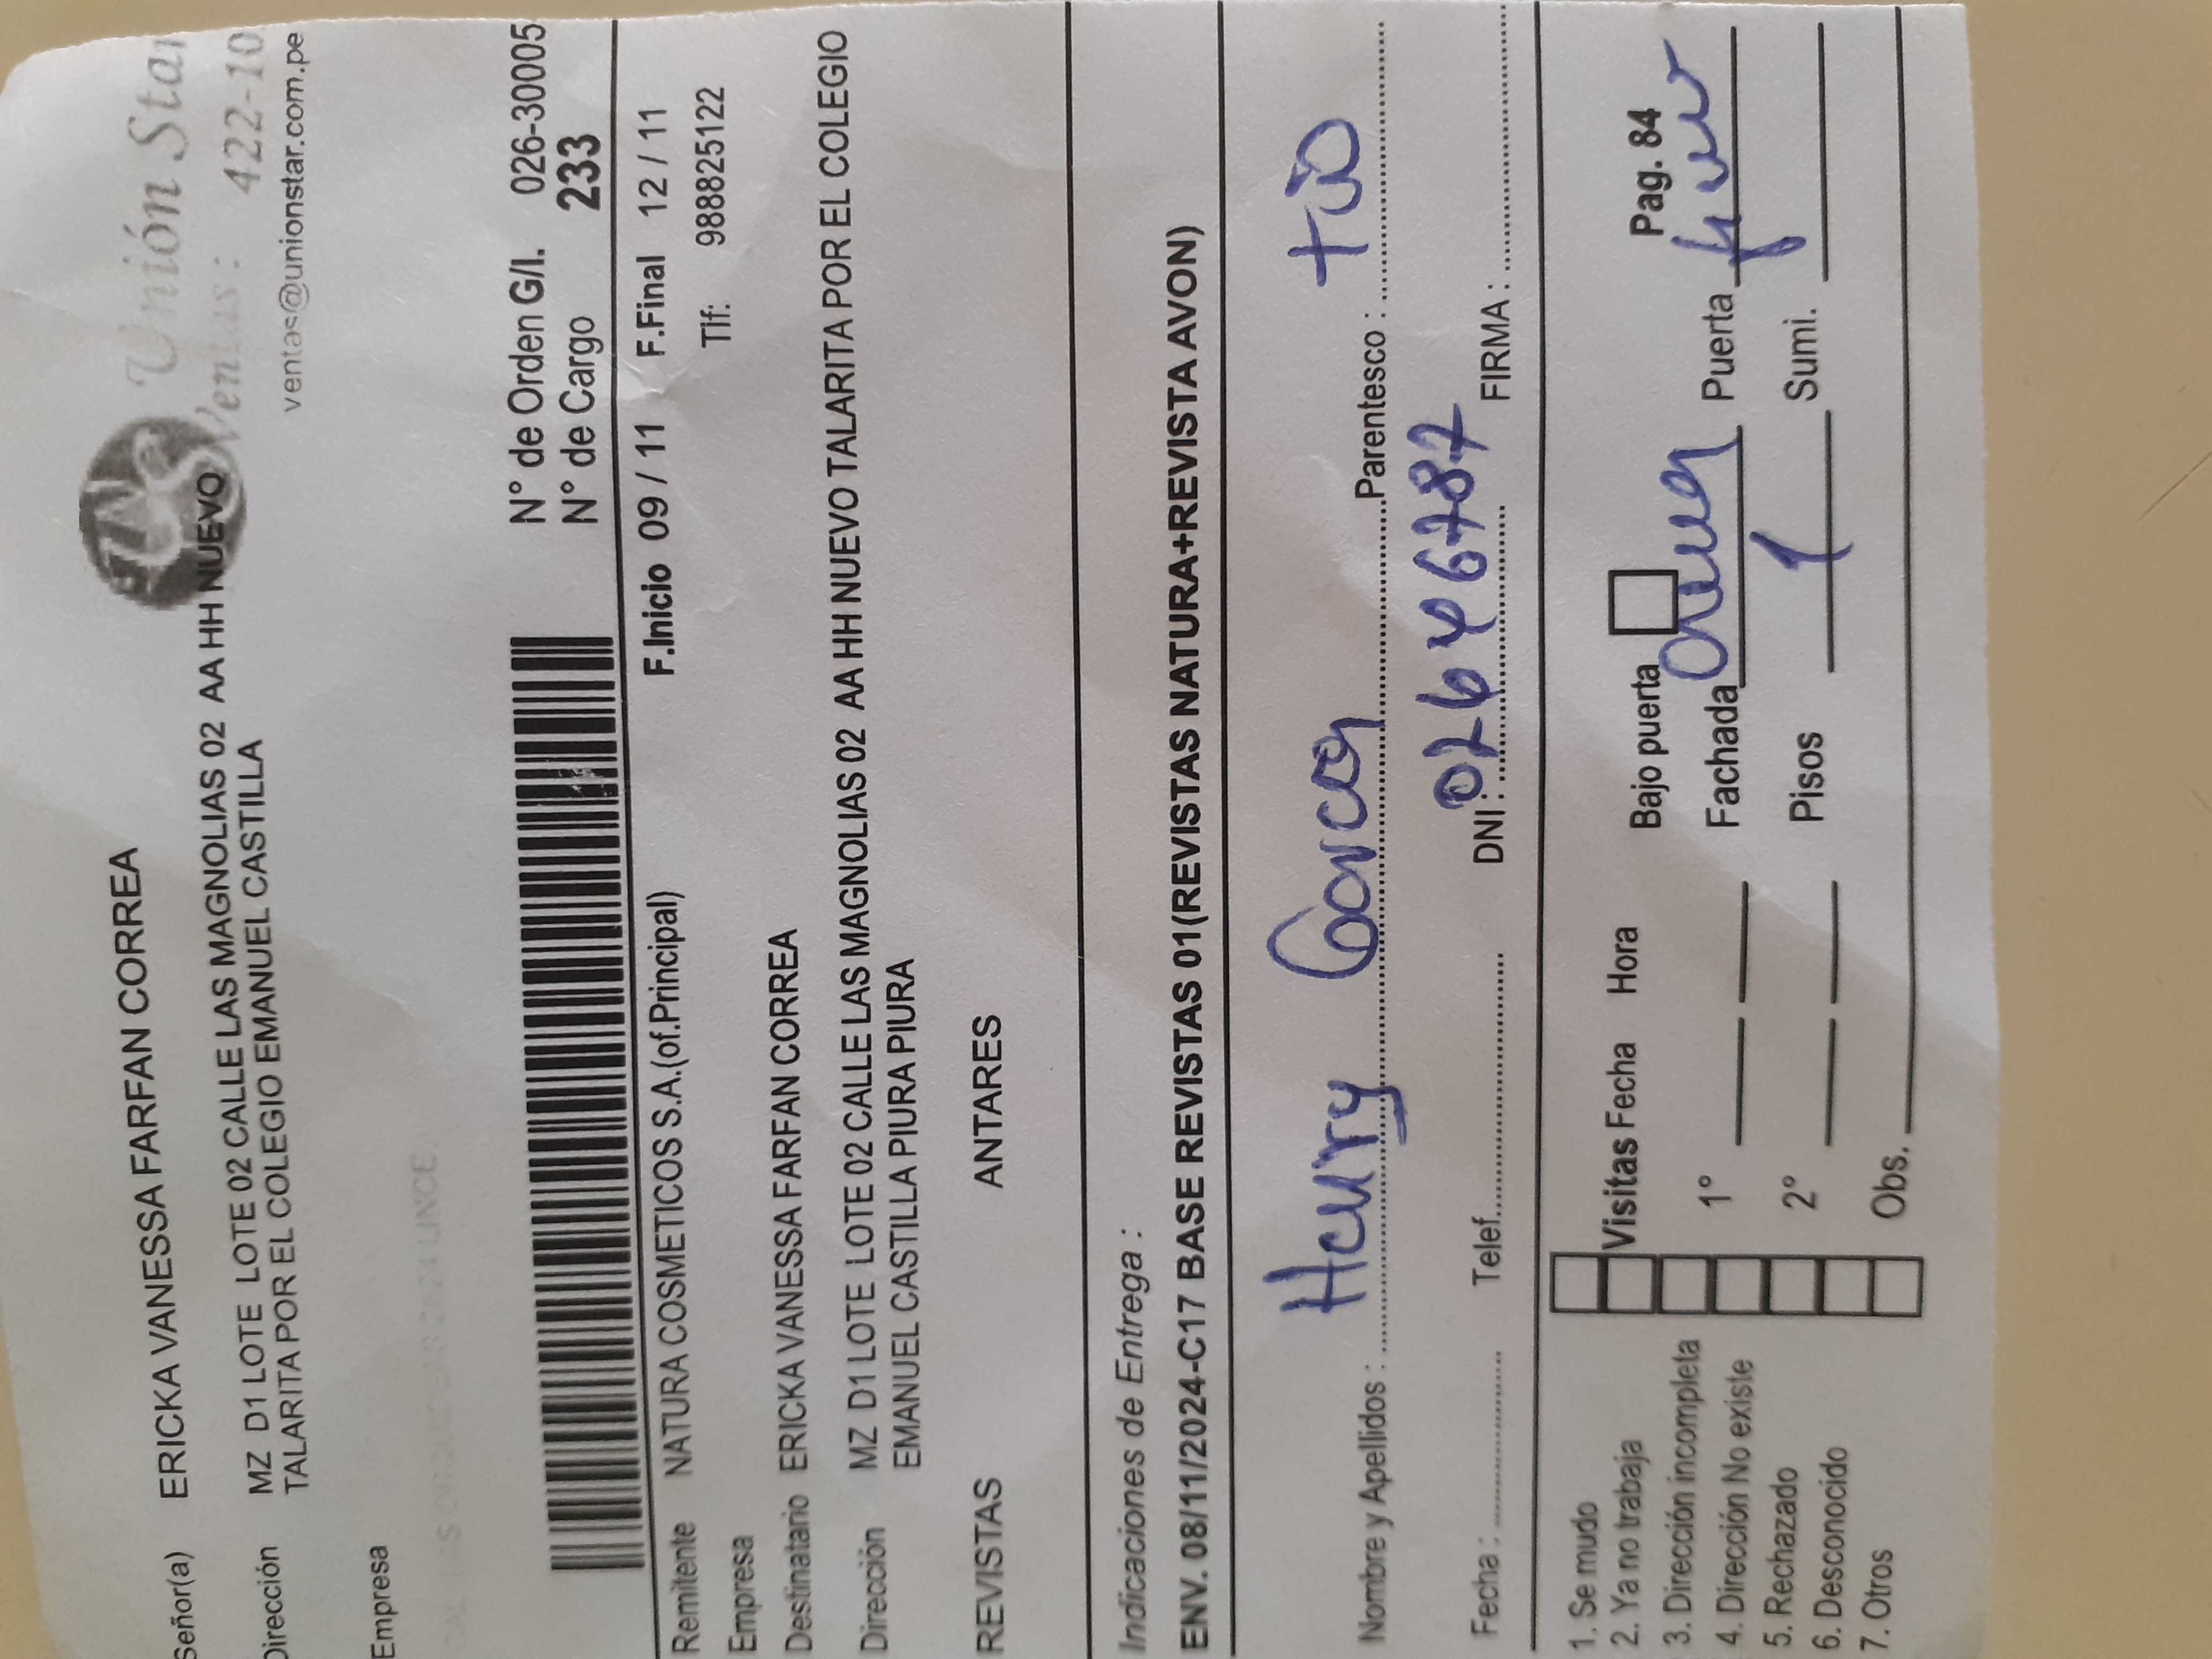 Unión Star
Ventas : 422-10
ventas@unionstar.com.pe
Señor(a) ERICKA VANESSA FARFAN CORREA
Dirección MZ D1 LOTE LOTE 02 CALLE LAS MAGNOLIAS 02 AA HH NUEVO
TALARITA POR EL COLEGIO EMANUEL CASTILLA
Empresa
N° de Orden G/I. 026-30005
N° de Cargo 233
F.Inicio 09 / 11 F.Final 12 / 11
Remitente NATURA COSMETICOS S.A.(of.Principal)
Empresa Tlf: 988825122
Destinatario ERICKA VANESSA FARFAN CORREA
Dirección MZ D1 LOTE LOTE 02 CALLE LAS MAGNOLIAS 02 AA HH NUEVO TALARITA POR EL COLEGIO
EMANUEL CASTILLA PIURA PIURA
REVISTAS ANTARES
Indicaciones de Entrega :
ENV. 08/11/2024-C17 BASE REVISTAS 01(REVISTAS NATURA+REVISTA AVON)
Nombre y Apellidos : Henry Parentesco : tio
Fecha : Telef. DNI : 02646787 FIRMA :
1. Se mudo
2. Ya no trabaja Visitas Fecha Hora Bajo puerta Pag. 84
3. Dirección incompleta
4. Dirección No existe 1° Fachada Puerta
5. Rechazado
6. Desconocido 2° Pisos 1 Sumi.
7. Otros Obs.